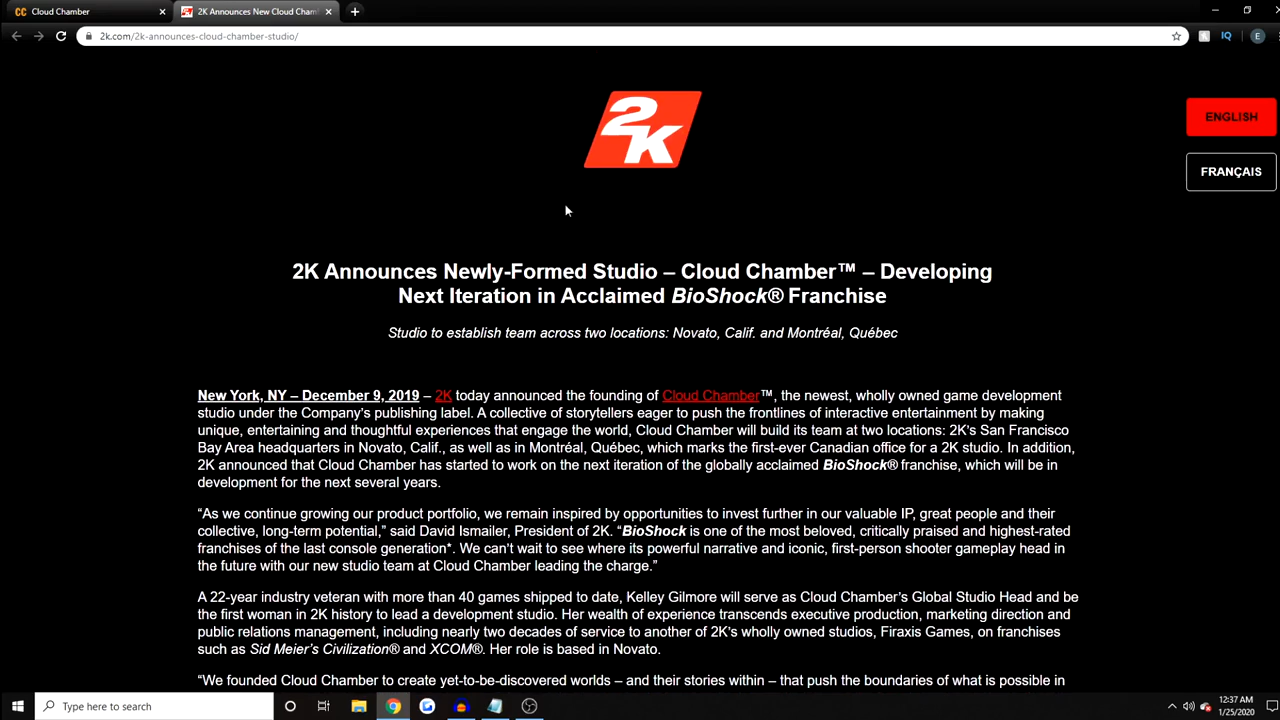 Cloud Chamber
2K Announces New Cloud Cham
2k.com/2k-announces-cloud-chamber-studio/
IQ
E
2K
ENGLISH
FRANÇAIS
2K Announces Newly-Formed Studio – Cloud Chamber™ – Developing
Next Iteration in Acclaimed BioShock® Franchise
Studio to establish team across two locations: Novato, Calif. and Montréal, Québec
New York, NY – December 9, 2019 – 2K today announced the founding of Cloud Chamber™, the newest, wholly owned game development
studio under the Company's publishing label. A collective of storytellers eager to push the frontlines of interactive entertainment by making
unique, entertaining and thoughtful experiences that engage the world, Cloud Chamber will build its team at two locations: 2K's San Francisco
Bay Area headquarters in Novato, Calif., as well as in Montréal, Québec, which marks the first-ever Canadian office for a 2K studio. In addition,
2K announced that Cloud Chamber has started to work on the next iteration of the globally acclaimed BioShock® franchise, which will be in
development for the next several years.
“As we continue growing our product portfolio, we remain inspired by opportunities to invest further in our valuable IP, great people and their
collective, long-term potential,” said David Ismailer, President of 2K. “BioShock is one of the most beloved, critically praised and highest-rated
franchises of the last console generation*. We can't wait to see where its powerful narrative and iconic, first-person shooter gameplay head in
the future with our new studio team at Cloud Chamber leading the charge.”
A 22-year industry veteran with more than 40 games shipped to date, Kelley Gilmore will serve as Cloud Chamber's Global Studio Head and be
the first woman in 2K history to lead a development studio. Her wealth of experience transcends executive production, marketing direction and
public relations management, including nearly two decades of service to another of 2K's wholly owned studios, Firaxis Games, on franchises
such as Sid Meier's Civilization® and XCOM®. Her role is based in Novato.
“We founded Cloud Chamber to create yet-to-be-discovered worlds – and their stories within – that push the boundaries of what is possible in
Type here to search
12:37 AM
1/25/2020